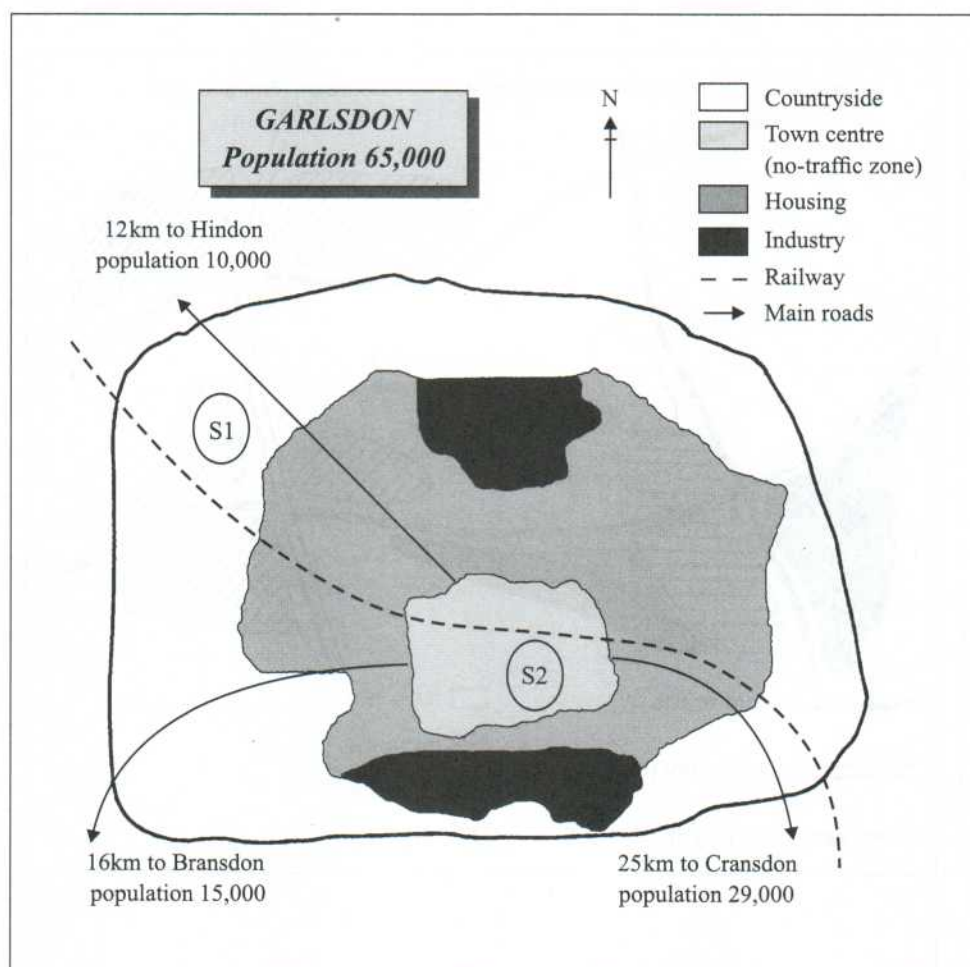 GARLSDON
Population 65,000
N
Countryside
Town centre
(no-traffic zone)
Housing
Industry
Railway
Main roads
12km to Hindon
population 10,000
S1
S2
16km to Bransdon
population 15,000
25km to Cransdon
population 29,000